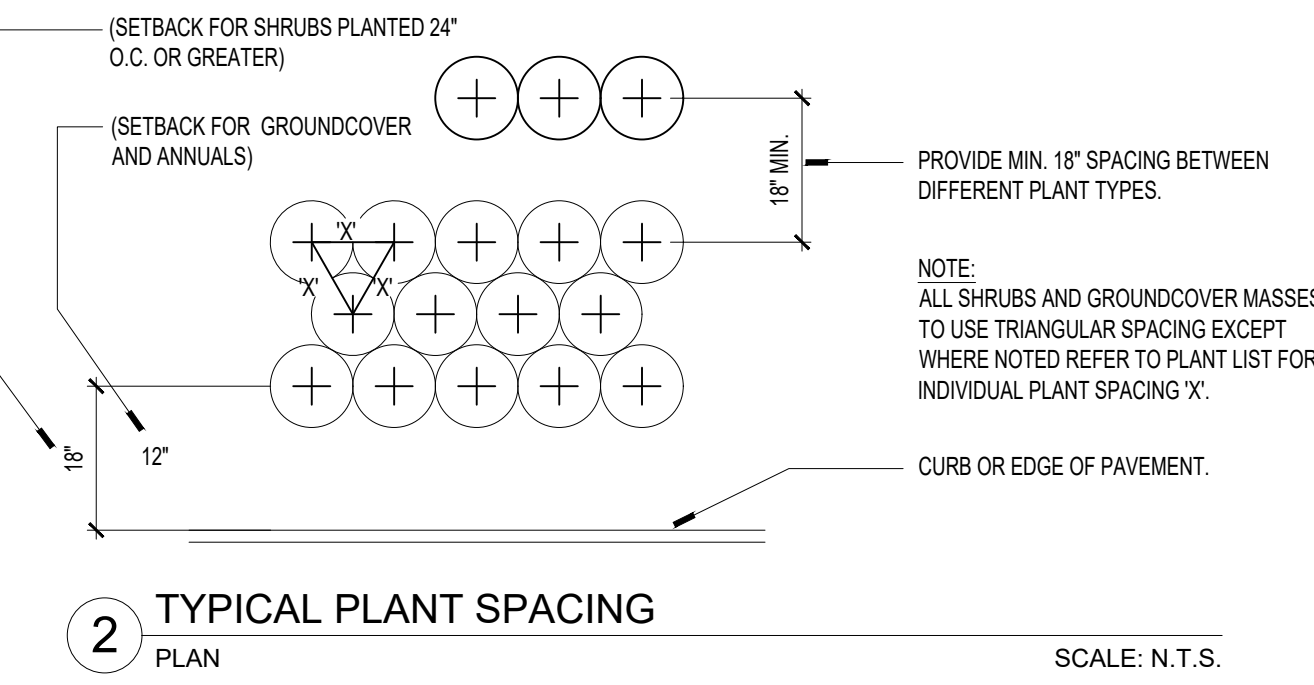 (SETBACK FOR SHRUBS PLANTED 24"
O.C. OR GREATER)
(SETBACK FOR GROUNDCOVER
AND ANNUALS)
18" MIN.
PROVIDE MIN. 18" SPACING BETWEEN
DIFFERENT PLANT TYPES.
'X'
'X'
'X'
NOTE:
ALL SHRUBS AND GROUNDCOVER MASSES
TO USE TRIANGULAR SPACING EXCEPT
WHERE NOTED REFER TO PLANT LIST FOR
INDIVIDUAL PLANT SPACING 'X'.
18"
12"
CURB OR EDGE OF PAVEMENT.
2
TYPICAL PLANT SPACING
PLAN
SCALE: N.T.S.